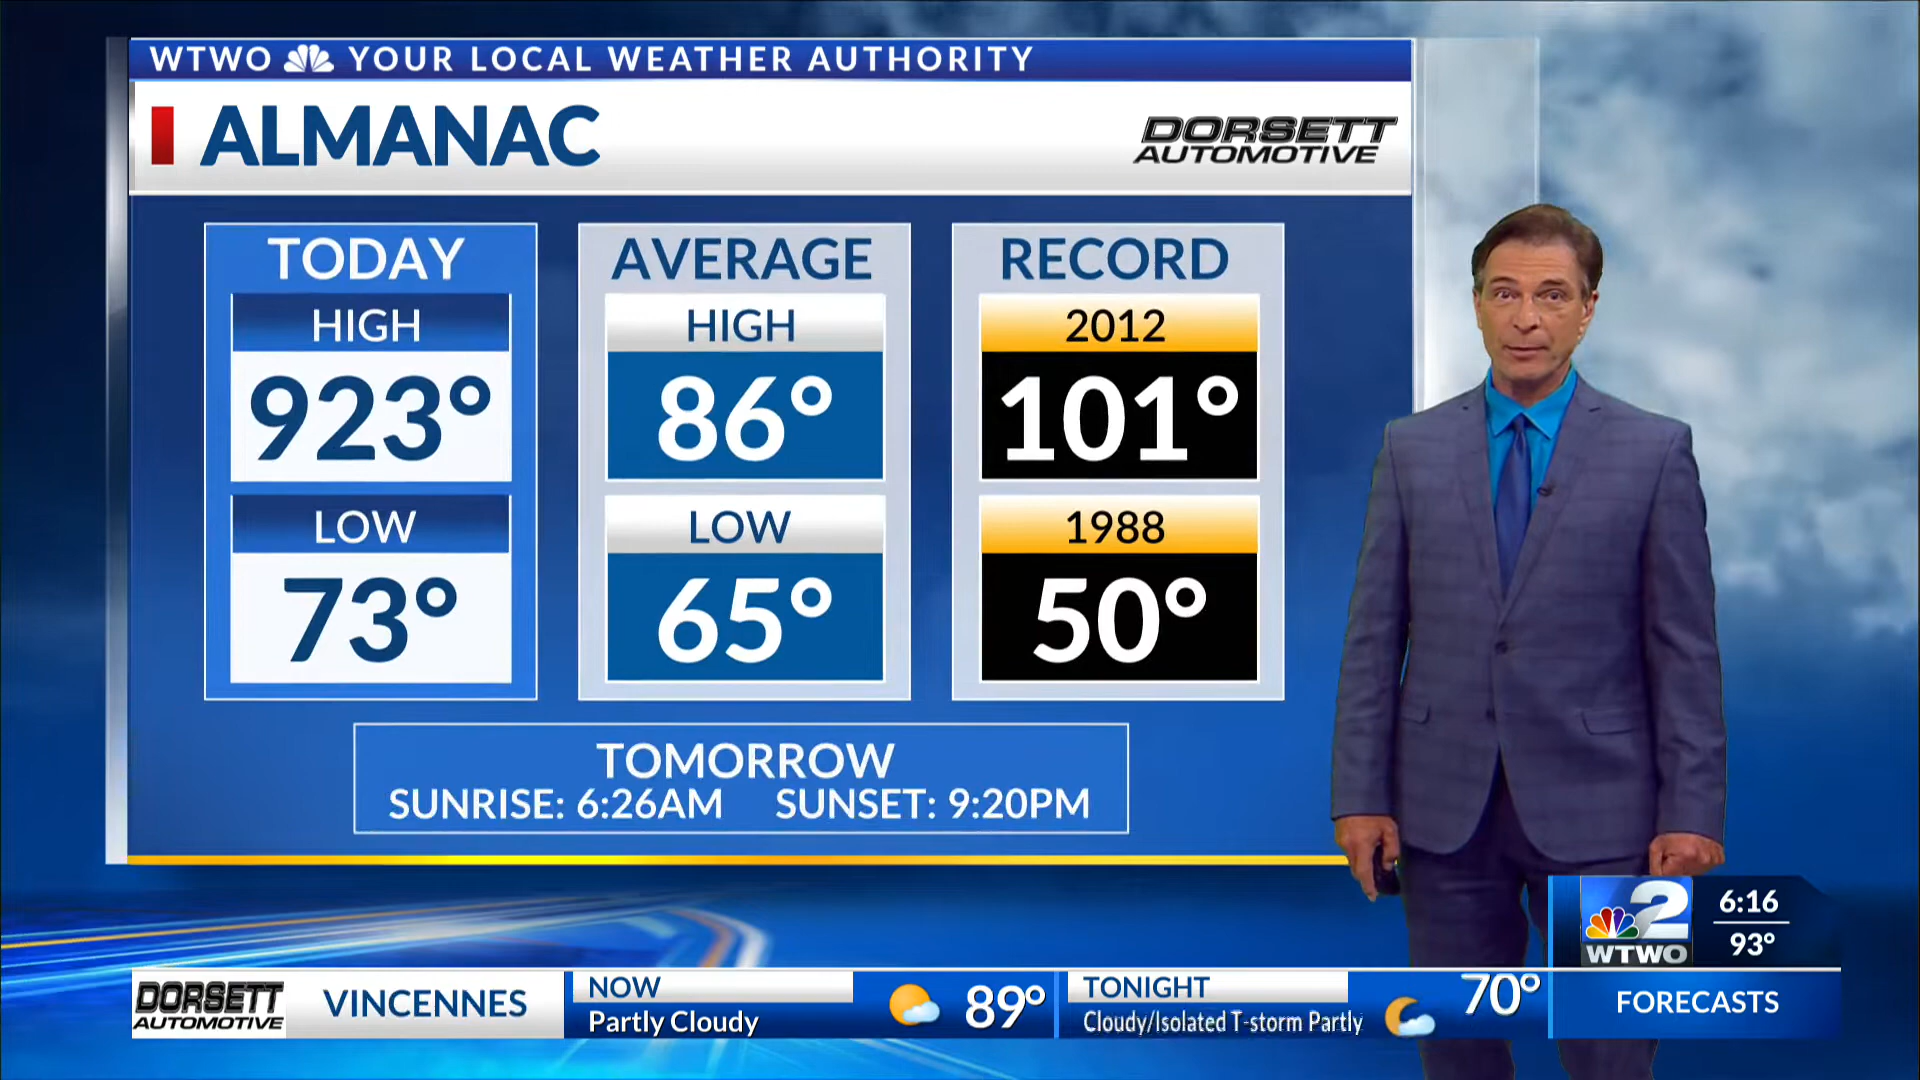 WTWO YOUR LOCAL WEATHER AUTHORITY
ALMANAC
DORSETT
AUTOMOTIVE
TODAY
HIGH
923°
LOW
73°
AVERAGE
HIGH
86°
LOW
65°
RECORD
2012
101°
1988
50°
TOMORROW
SUNRISE: 6:26AM SUNSET: 9:20PM
2
WTWO
6:16
93°
DORSETT
AUTOMOTIVE
VINCENNES
NOW
Partly Cloudy
89°
TONIGHT
Cloudy/Isolated T-storm Partly
70°
FORECASTS